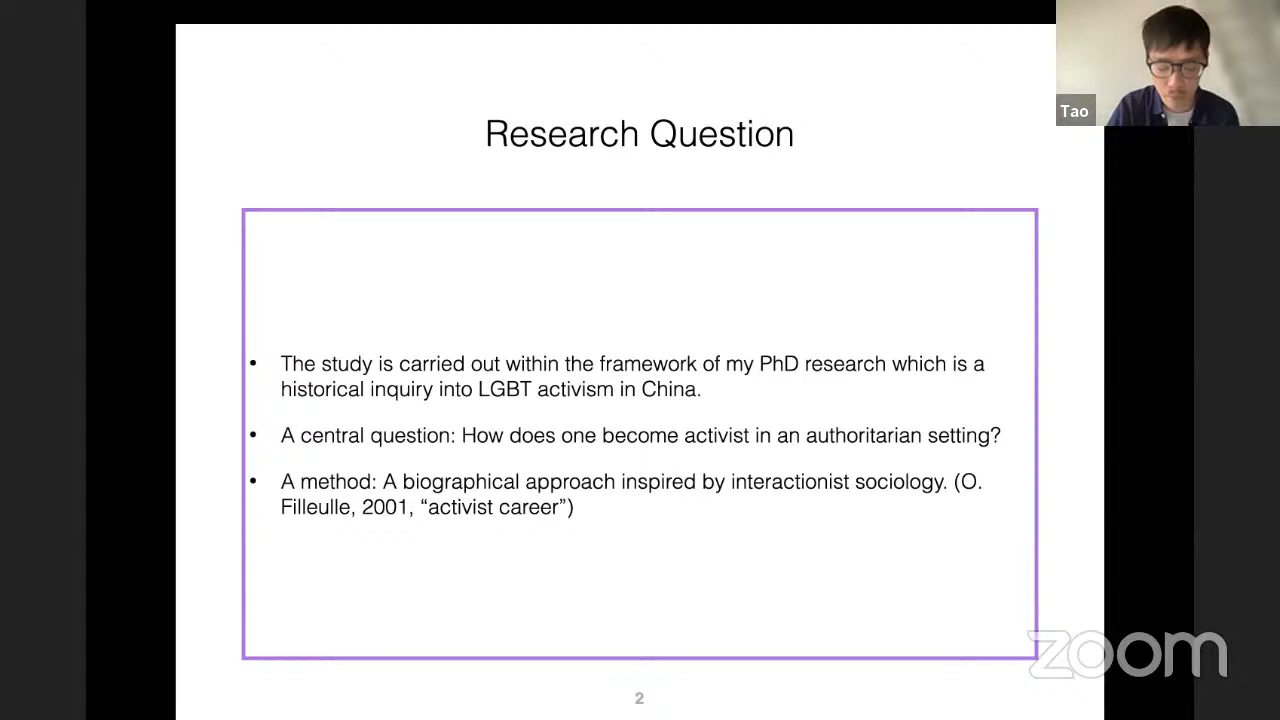 Tao
Research Question
• The study is carried out within the framework of my PhD research which is a
historical inquiry into LGBT activism in China.
• A central question: How does one become activist in an authoritarian setting?
• A method: A biographical approach inspired by interactionist sociology. (O.
Filleulle, 2001, “activist career”)
zoom
2